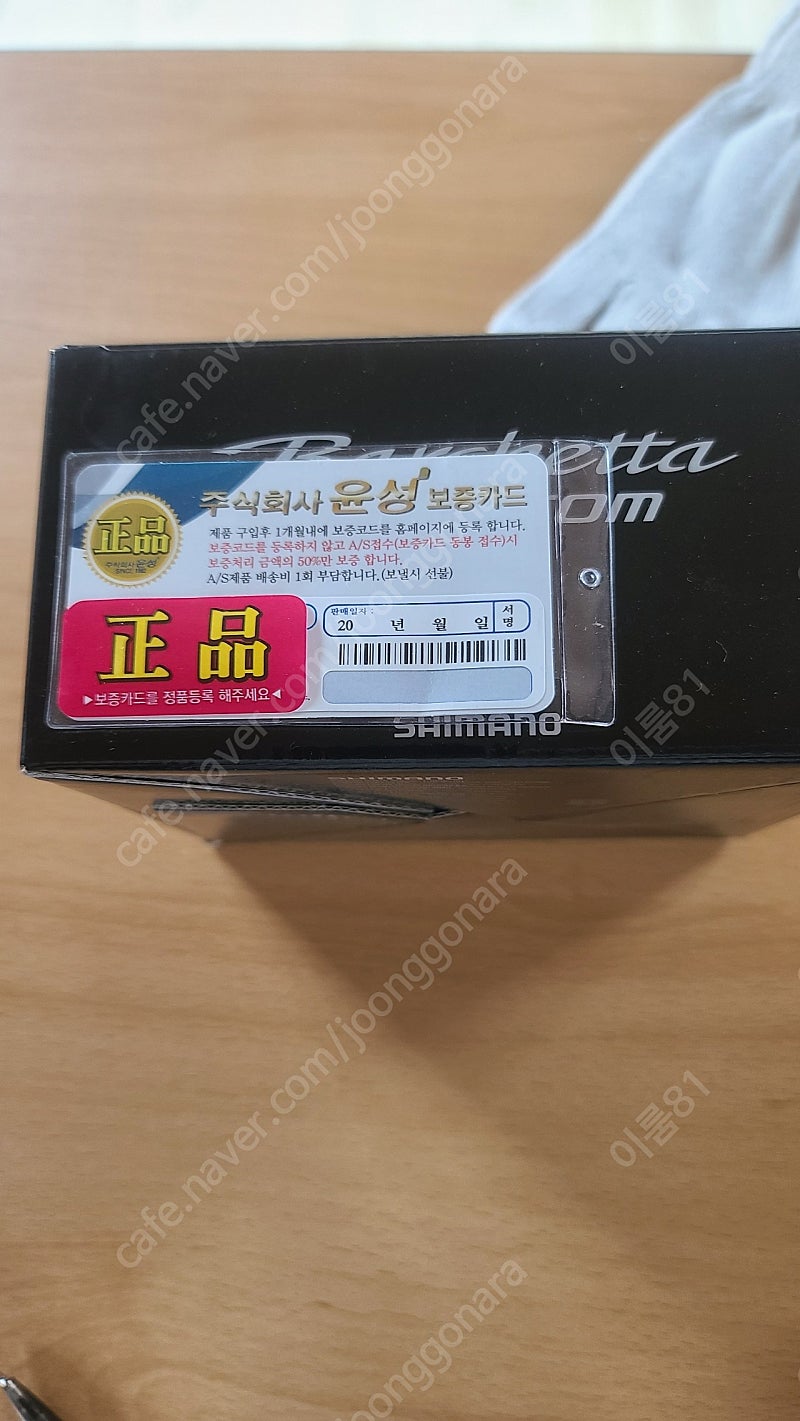 Barchetta
주식회사 윤성 보증카드
제품 구입후 1개월내에 보증코드를 홈페이지에 등록 합니다.
보증코드를 등록하지 않고 A/S접수(보증카드 동봉 접수)시
보증처리 금액의 50%만 보증 합니다.
A/S제품 배송비 1회 부담합니다.(보낼시 선불)
正品
주식회사 윤성
SINCE 1982
正品
▶보증카드를 정품등록 해주세요◀
판매일자 :
20 년 월 일
서명
SHIMANO
SHIMANO
cafe.naver.com/joonggonara
이룸81
cafe.naver.com/joonggonara
이룸81
cafe.naver.com/joonggonara
이룸81
joonggonara